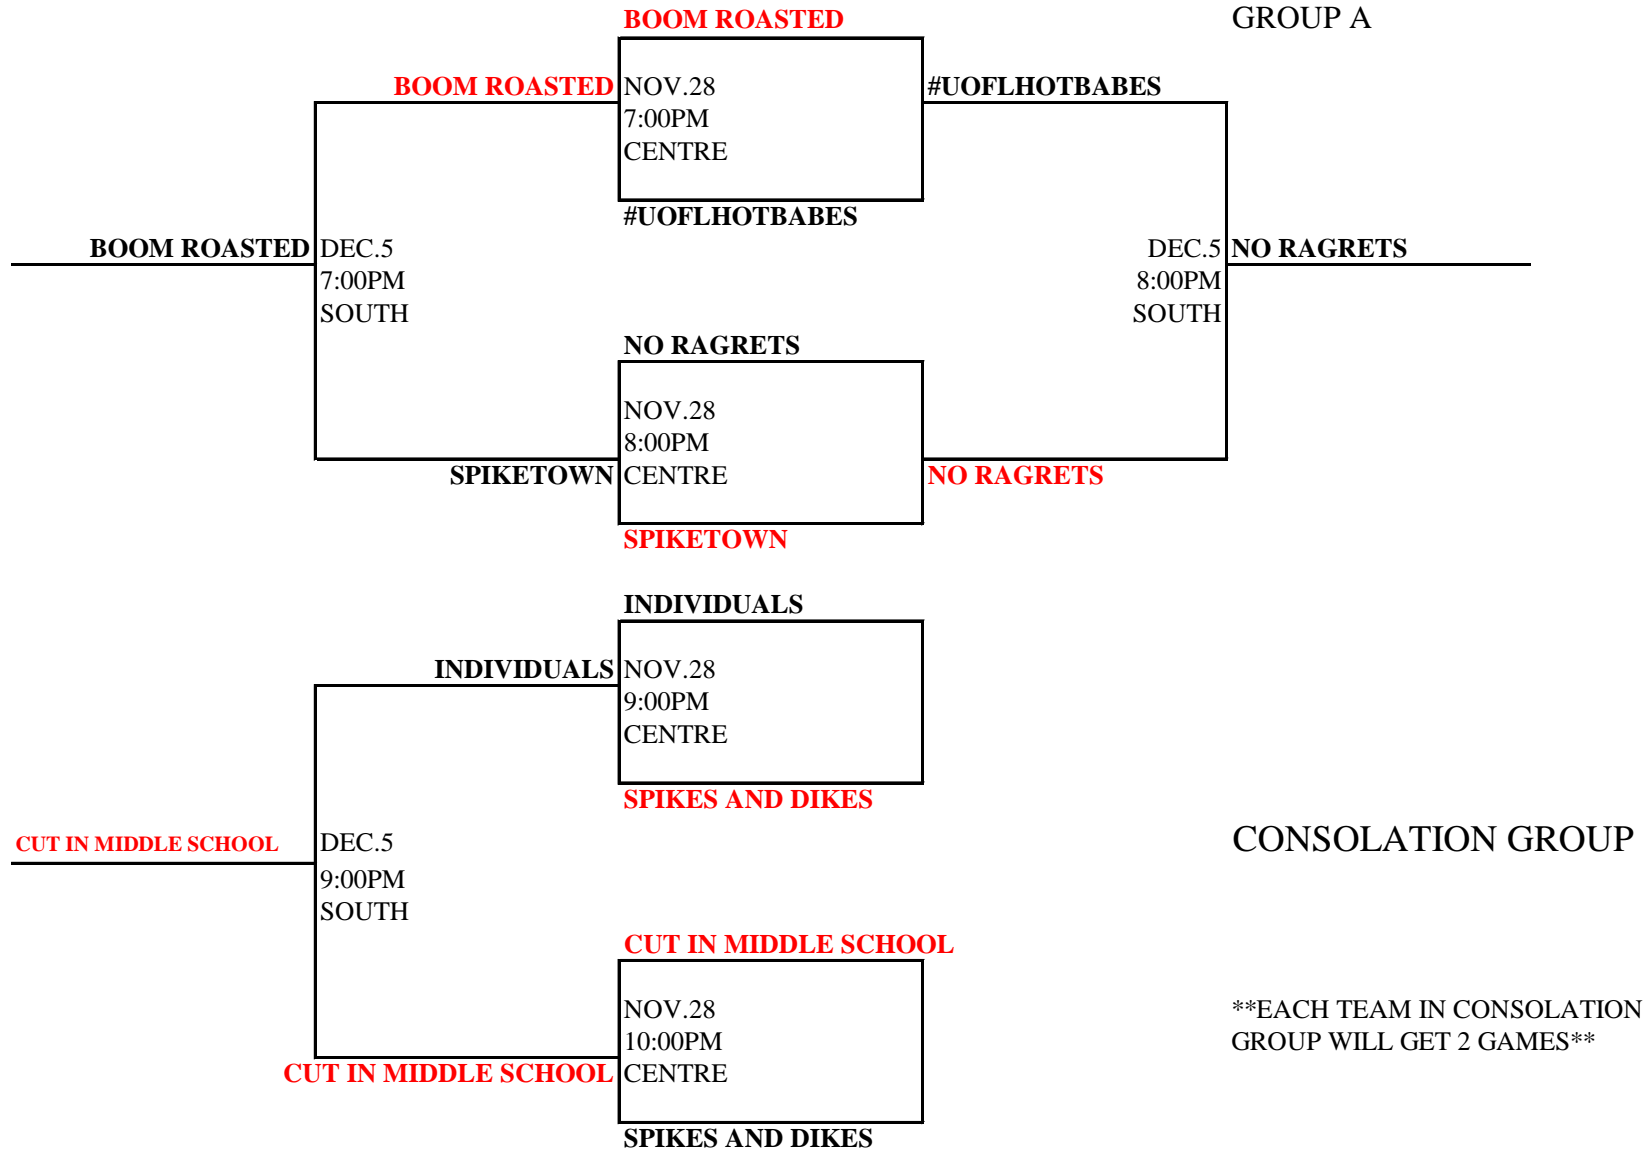 BOOM ROASTED
GROUP A
BOOM ROASTED
NOV.28
#UOFLHOTBABES
7:00PM
CENTRE
#UOFLHOTBABES
BOOM ROASTED
DEC.5
DEC.5
NO RAGRETS
7:00PM
8:00PM
SOUTH
SOUTH
NO RAGRETS
NOV.28
8:00PM
SPIKETOWN
CENTRE
NO RAGRETS
SPIKETOWN
INDIVIDUALS
INDIVIDUALS
NOV.28
9:00PM
CENTRE
SPIKES AND DIKES
CUT IN MIDDLE SCHOOL
DEC.5
CONSOLATION GROUP
9:00PM
SOUTH
CUT IN MIDDLE SCHOOL
NOV.28
**EACH TEAM IN CONSOLATION
10:00PM
GROUP WILL GET 2 GAMES**
CUT IN MIDDLE SCHOOL
CENTRE
SPIKES AND DIKES